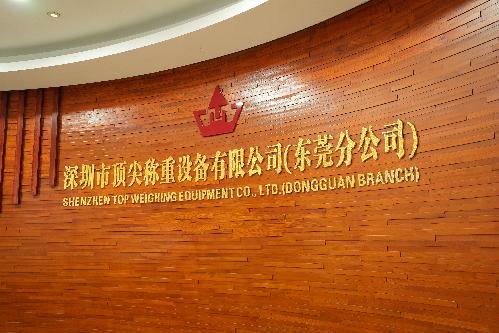 深圳市顶尖称重设备有限公司(东莞分公司)
SHENZHEN TOP WEIGHING EQUIPMENT CO., LTD.(DONGGUAN BRANCH)